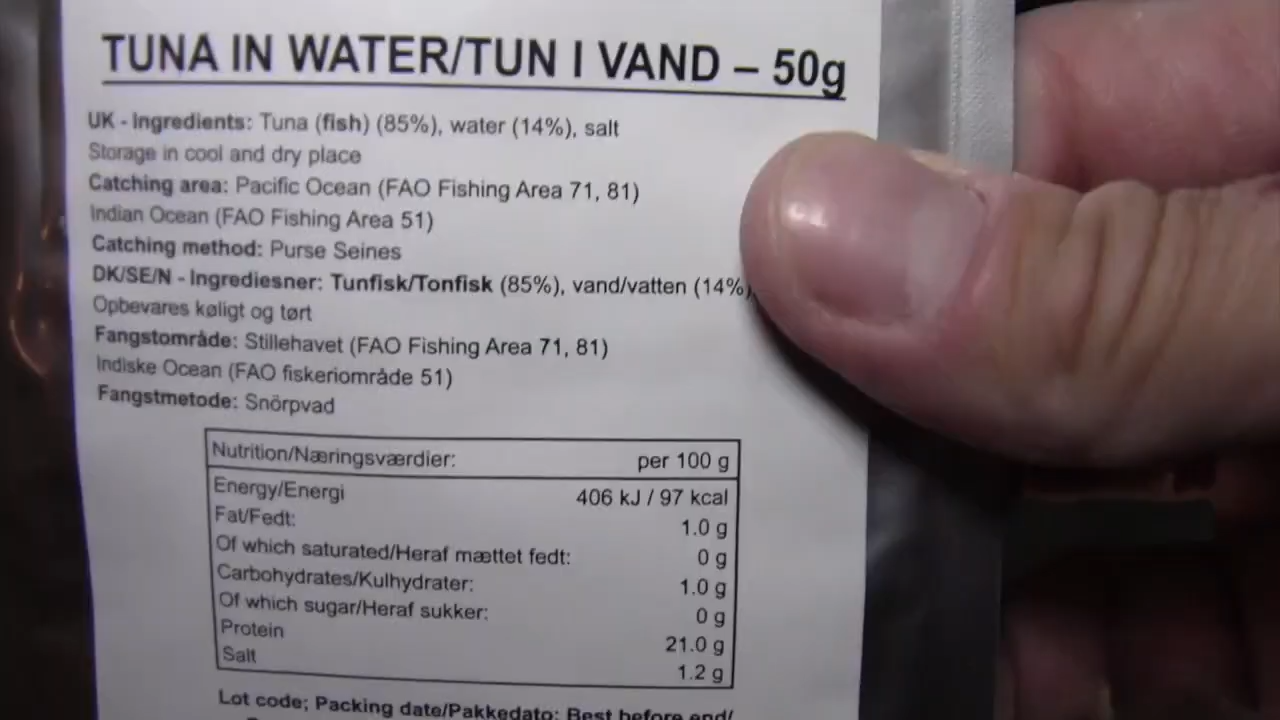 TUNA IN WATER/TUN I VAND – 50g
UK - Ingredients: Tuna (fish) (85%), water (14%), salt
Storage in cool and dry place
Catching area: Pacific Ocean (FAO Fishing Area 71, 81)
Indian Ocean (FAO Fishing Area 51)
Catching method: Purse Seines
DK/SE/N - Ingrediesner: Tunfisk/Tonfisk (85%), vand/vatten (14%)
Opbevares køligt og tørt
Fangstområde: Stillehavet (FAO Fishing Area 71, 81)
Indiske Ocean (FAO fiskeriområde 51)
Fangstmetode: Snörpvad
Nutrition/Næringsværdier: per 100 g
Energy/Energi 406 kJ / 97 kcal
Fat/Fedt: 1.0 g
Of which saturated/Heraf mættet fedt: 0 g
Carbohydrates/Kulhydrater: 1.0 g
Of which sugar/Heraf sukker: 0 g
Protein 21.0 g
Salt 1.2 g
Lot code; Packing date/Pakkedato; Best before end/